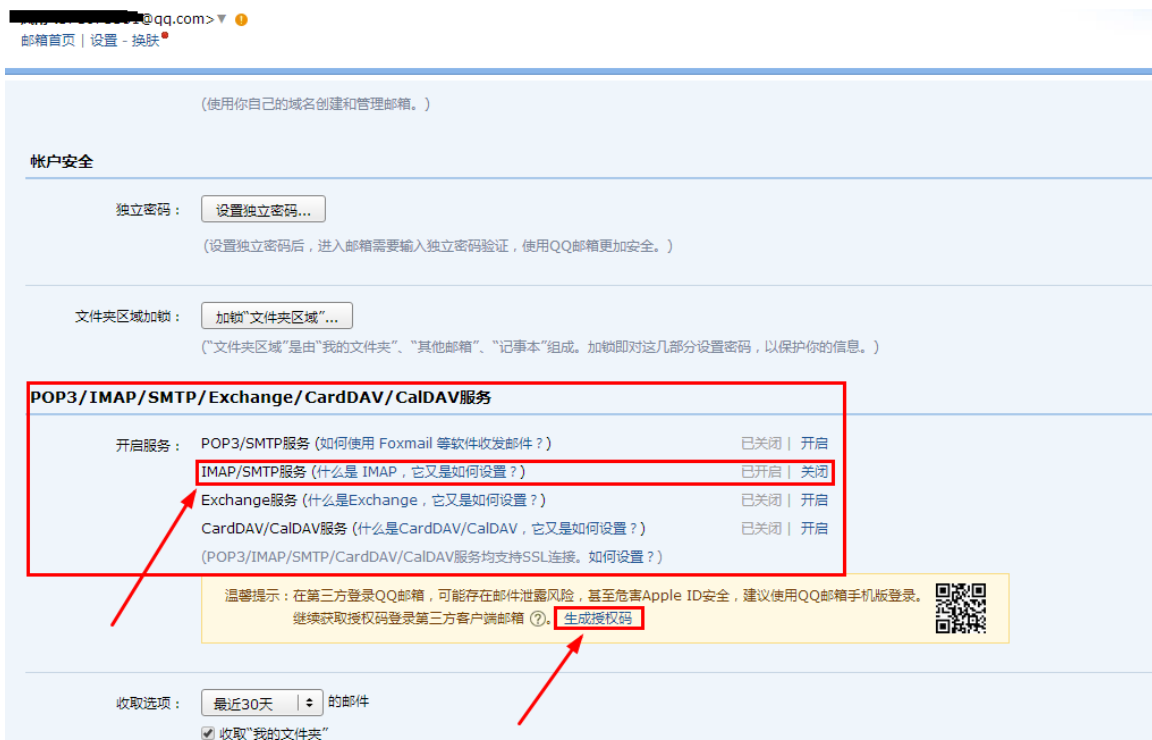 @qq.com>
邮箱首页 | 设置 - 换肤
(使用你自己的域名创建和管理邮箱。)
帐户安全
独立密码： 设置独立密码...
(设置独立密码后，进入邮箱需要输入独立密码验证，使用QQ邮箱更加安全。)
文件夹区域加锁： 加锁“文件夹区域”...
(“文件夹区域”是由“我的文件夹”、“其他邮箱”、“记事本”组成。加锁即对这几部分设置密码，以保护你的信息。)
POP3/IMAP/SMTP/Exchange/CardDAV/CalDAV服务
开启服务： POP3/SMTP服务 (如何使用 Foxmail 等软件收发邮件？) 已关闭 | 开启
IMAP/SMTP服务 (什么是 IMAP，它又是如何设置？) 已开启 | 关闭
Exchange服务 (什么是Exchange，它又是如何设置？) 已关闭 | 开启
CardDAV/CalDAV服务 (什么是CardDAV/CalDAV，它又是如何设置？) 已关闭 | 开启
(POP3/IMAP/SMTP/CardDAV/CalDAV服务均支持SSL连接。如何设置？)
温馨提示：在第三方登录QQ邮箱，可能存在邮件泄露风险，甚至危害Apple ID安全，建议使用QQ邮箱手机版登录。
继续获取授权码登录第三方客户端邮箱 ?。 生成授权码
收取选项： 最近30天 的邮件
收取“我的文件夹”